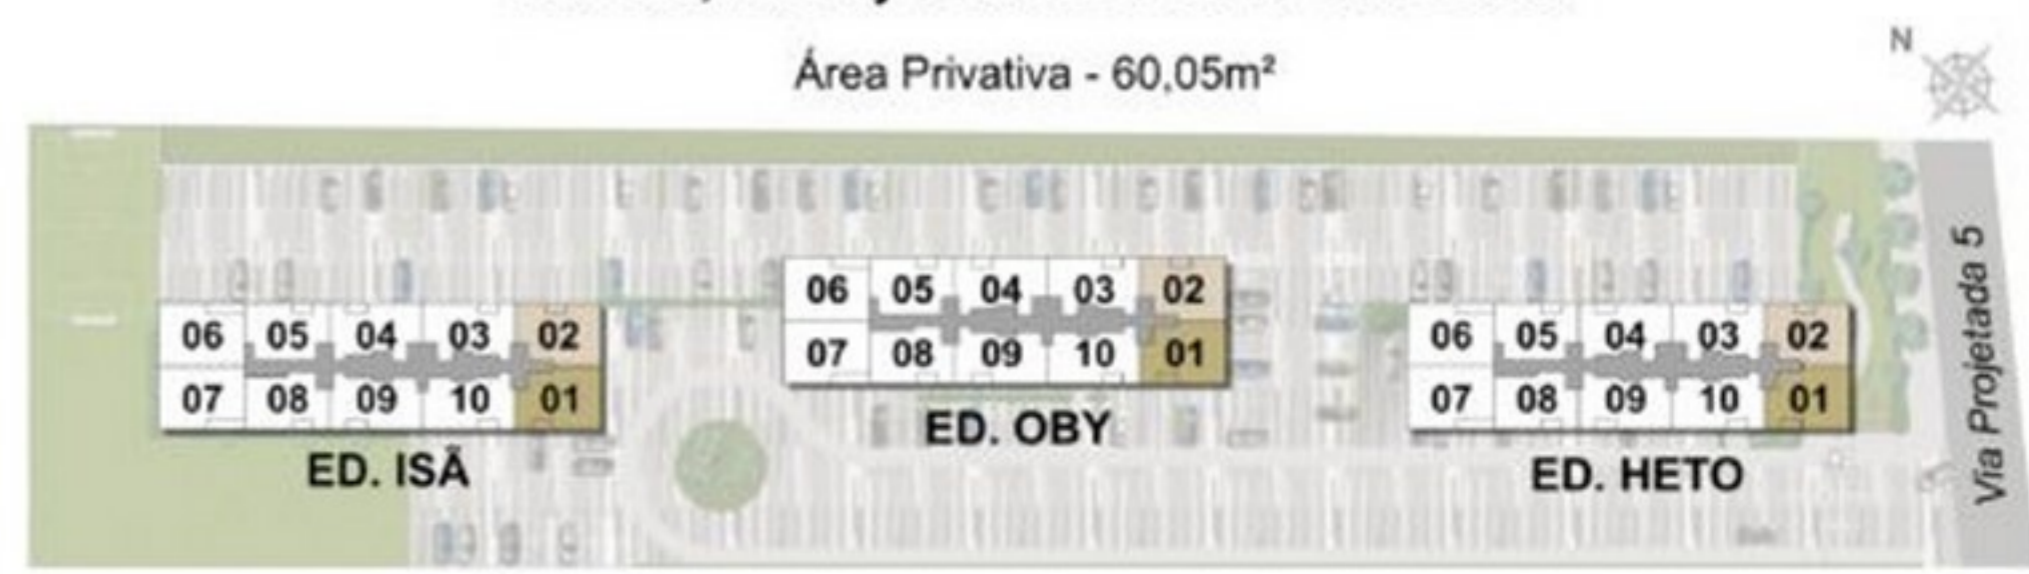 Área Privativa - 60,05m²
N
06 05 04 03 02
07 08 09 10 01
ED. ISÃ
06 05 04 03 02
07 08 09 10 01
ED. OBY
06 05 04 03 02
07 08 09 10 01
ED. HETO
Via Projetada 5